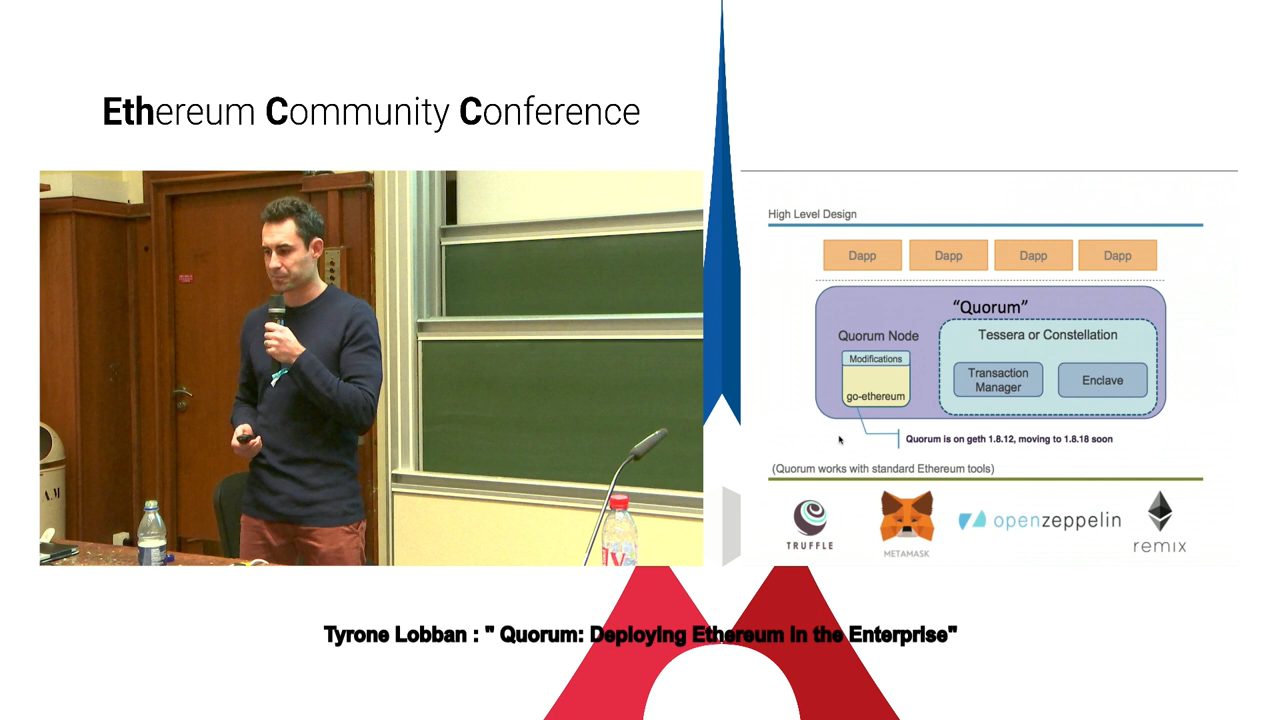 Ethereum Community Conference
High Level Design
Dapp Dapp Dapp Dapp
“Quorum”
Quorum Node
Tessera or Constellation
Modifications
go-ethereum
Transaction
Manager
Enclave
Quorum is on geth 1.8.12, moving to 1.8.18 soon
(Quorum works with standard Ethereum tools)
TRUFFLE
METAMASK
openzeppelin
remix
A.M
Tyrone Lobban : " Quorum: Deploying Ethereum in the Enterprise"